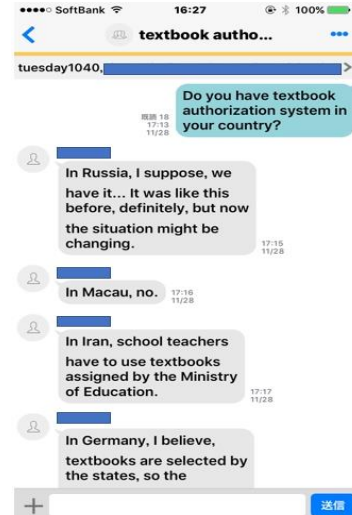 SoftBank 16:27 100%
textbook autho...
tuesday1040,
Do you have textbook
authorization system in
your country?
既読 18
17:13
11/28
In Russia, I suppose, we
have it... It was like this
before, definitely, but now
the situation might be
changing.
17:15
11/28
In Macau, no.
17:16
11/28
In Iran, school teachers
have to use textbooks
assigned by the Ministry
of Education.
17:17
11/28
In Germany, I believe,
textbooks are selected by
the states, so the
送信